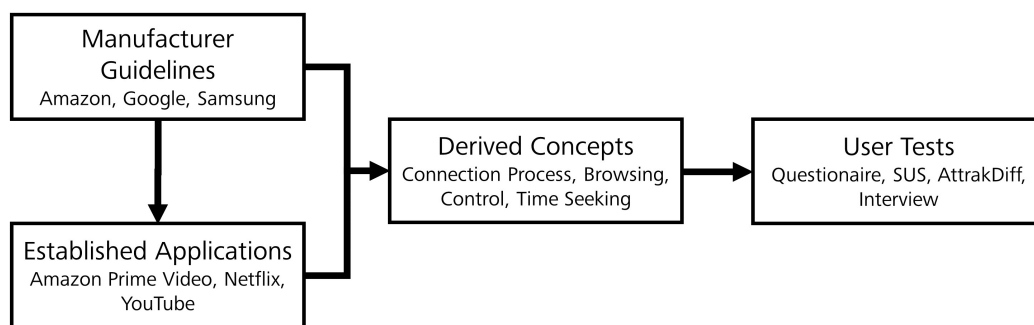 Manufacturer
Guidelines
Amazon, Google, Samsung
Established Applications
Amazon Prime Video, Netflix,
YouTube
Derived Concepts
Connection Process, Browsing,
Control, Time Seeking
User Tests
Questionaire, SUS, AttrakDiff,
Interview